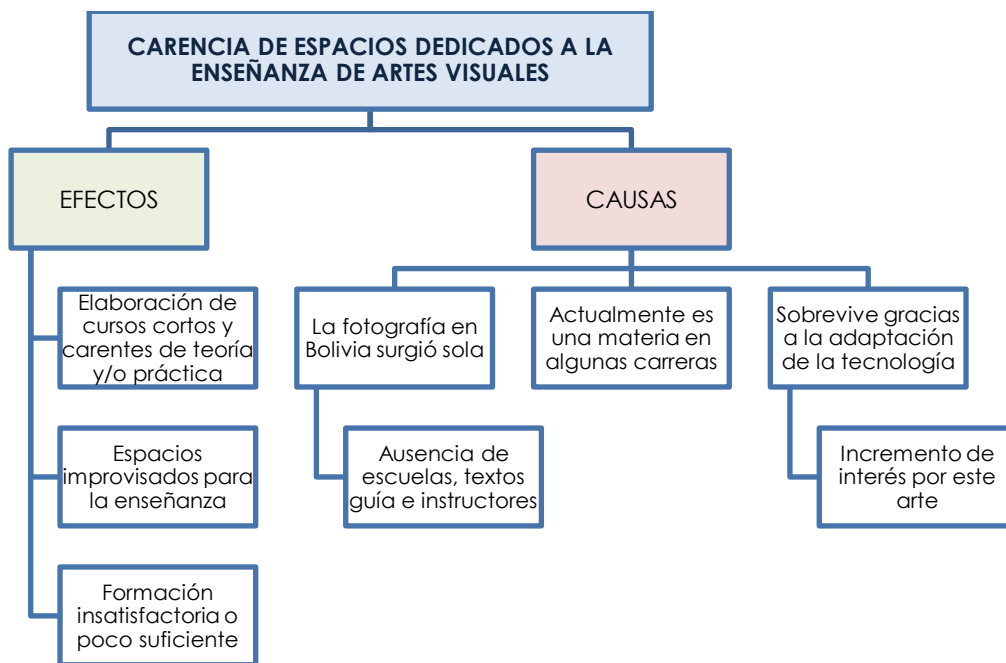 CARENCIA DE ESPACIOS DEDICADOS A LA
ENSEÑANZA DE ARTES VISUALES
EFECTOS
Elaboración de
cursos cortos y
carentes de teoría
y/o práctica
Espacios
improvisados para
la enseñanza
Formación
insatisfactoria o
poco suficiente
CAUSAS
La fotografía en
Bolivia surgió sola
Ausencia de
escuelas, textos
guía e instructores
Actualmente es
una materia en
algunas carreras
Sobrevive gracias
a la adaptación
de la tecnología
Incremento de
interés por este
arte